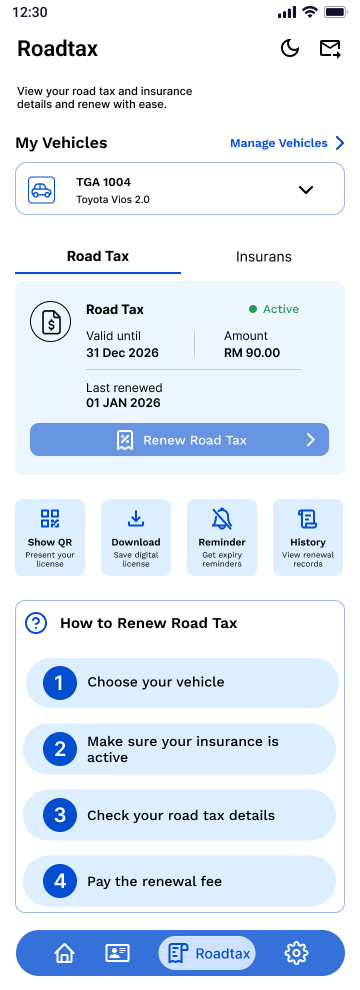 12:30
Roadtax
View your road tax and insurance
details and renew with ease.
My Vehicles
Manage Vehicles
TGA 1004
Toyota Vios 2.0
Road Tax
Insurans
Road Tax
Active
Valid until
31 Dec 2026
Amount
RM 90.00
Last renewed
01 JAN 2026
Renew Road Tax
Show QR
Present your
license
Download
Save digital
license
Reminder
Get expiry
reminders
History
View renewal
records
How to Renew Road Tax
1 Choose your vehicle
2 Make sure your insurance is
active
3 Check your road tax details
4 Pay the renewal fee
Roadtax